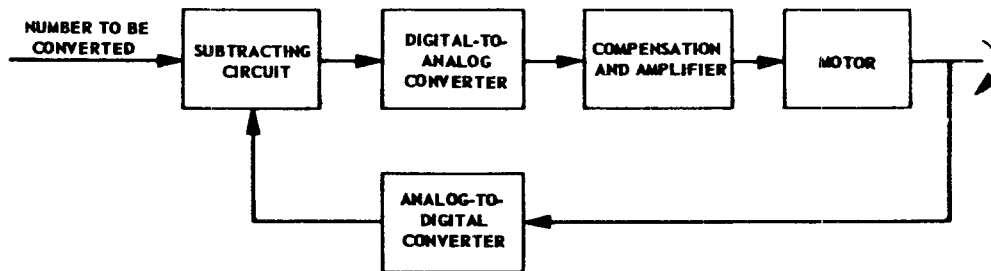 NUMBER TO BE
CONVERTED
SUBTRACTING
CIRCUIT
DIGITAL-TO-
ANALOG
CONVERTER
COMPENSATION
AND AMPLIFIER
MOTOR
ANALOG-TO-
DIGITAL
CONVERTER